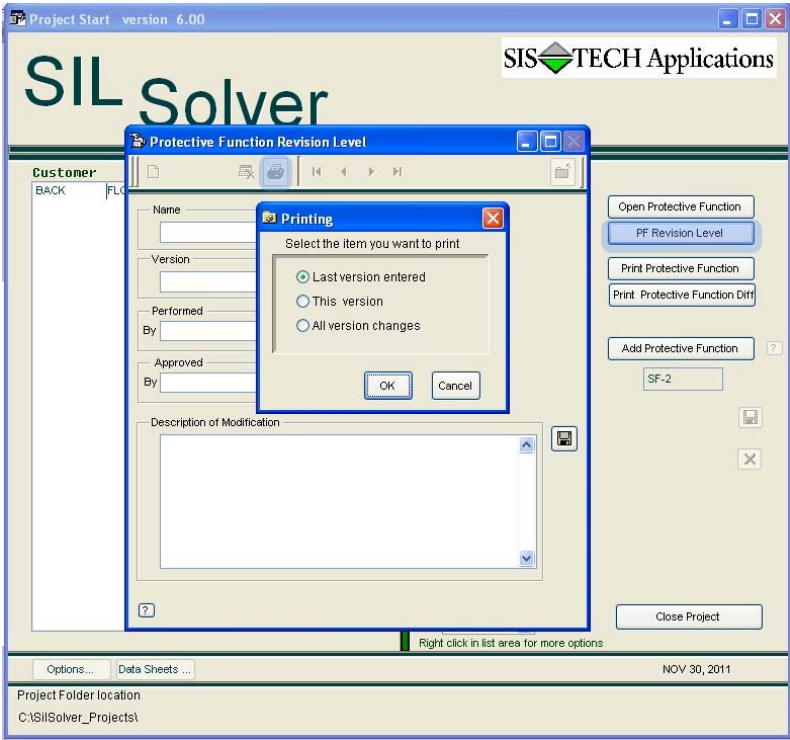 Project Start version 6.00
SIL Solver
SIS TECH Applications
Customer
BACK FLO
Protective Function Revision Level
Name
Version
Performed
By
Approved
By
Description of Modification
?
Printing
Select the item you want to print
Last version entered
This version
All version changes
OK
Cancel
Open Protective Function
PF Revision Level
Print Protective Function
Print Protective Function Diff
Add Protective Function
?
SF-2
Close Project
Right click in list area for more options
Options...
Data Sheets ...
NOV 30, 2011
Project Folder location
C:\SilSolver_Projects\